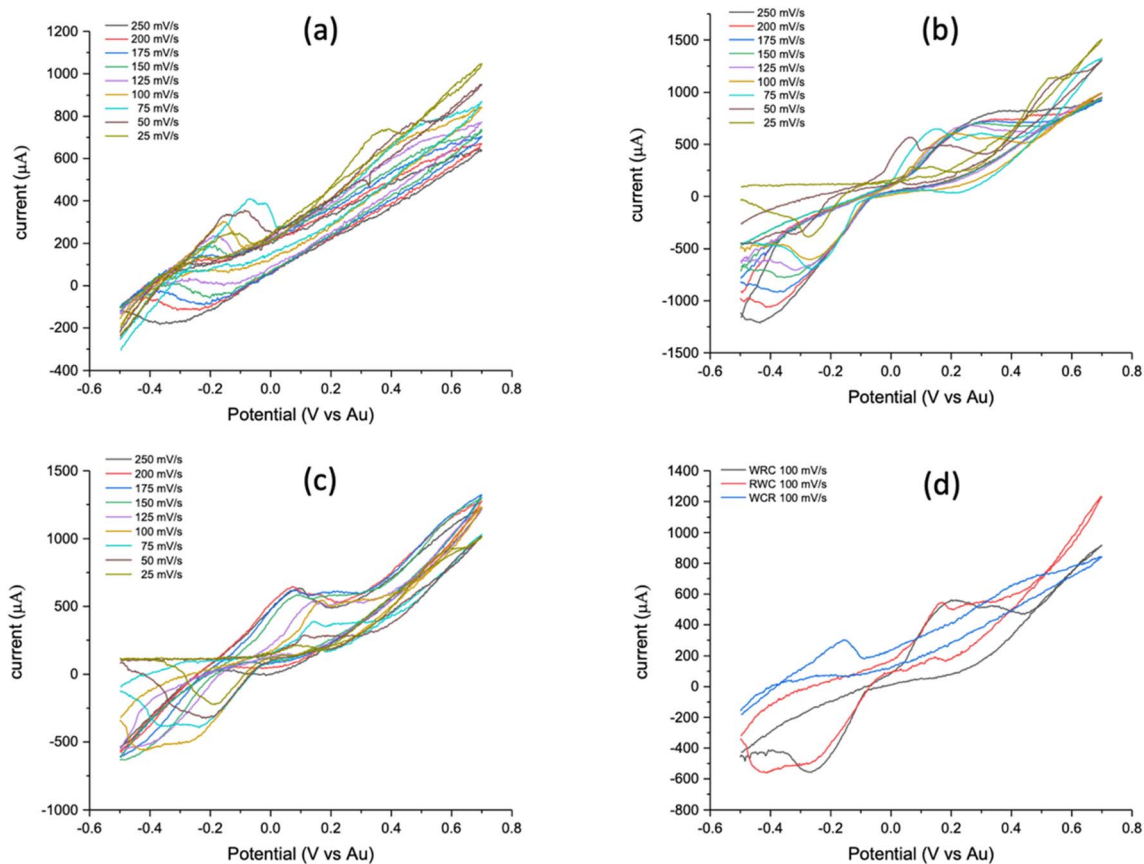 (a)
250 mV/s
200 mV/s
175 mV/s
150 mV/s
125 mV/s
100 mV/s
75 mV/s
50 mV/s
25 mV/s
1200
1000
800
600
400
200
0
-200
-400
current (μA)
-0.6 -0.4 -0.2 0.0 0.2 0.4 0.6 0.8
Potential (V vs Au)
(b)
250 mV/s
200 mV/s
175 mV/s
150 mV/s
125 mV/s
100 mV/s
75 mV/s
50 mV/s
25 mV/s
1500
1000
500
0
-500
-1000
-1500
current (μA)
-0.6 -0.4 -0.2 0.0 0.2 0.4 0.6 0.8
Potential (V vs Au)
(c)
250 mV/s
200 mV/s
175 mV/s
150 mV/s
125 mV/s
100 mV/s
75 mV/s
50 mV/s
25 mV/s
1500
1000
500
0
-500
-1000
current (μA)
-0.6 -0.4 -0.2 0.0 0.2 0.4 0.6 0.8
Potential (V vs Au)
(d)
WRC 100 mV/s
RWC 100 mV/s
WCR 100 mV/s
1400
1200
1000
800
600
400
200
0
-200
-400
-600
-800
current (μA)
-0.6 -0.4 -0.2 0.0 0.2 0.4 0.6 0.8
Potential (V vs Au)